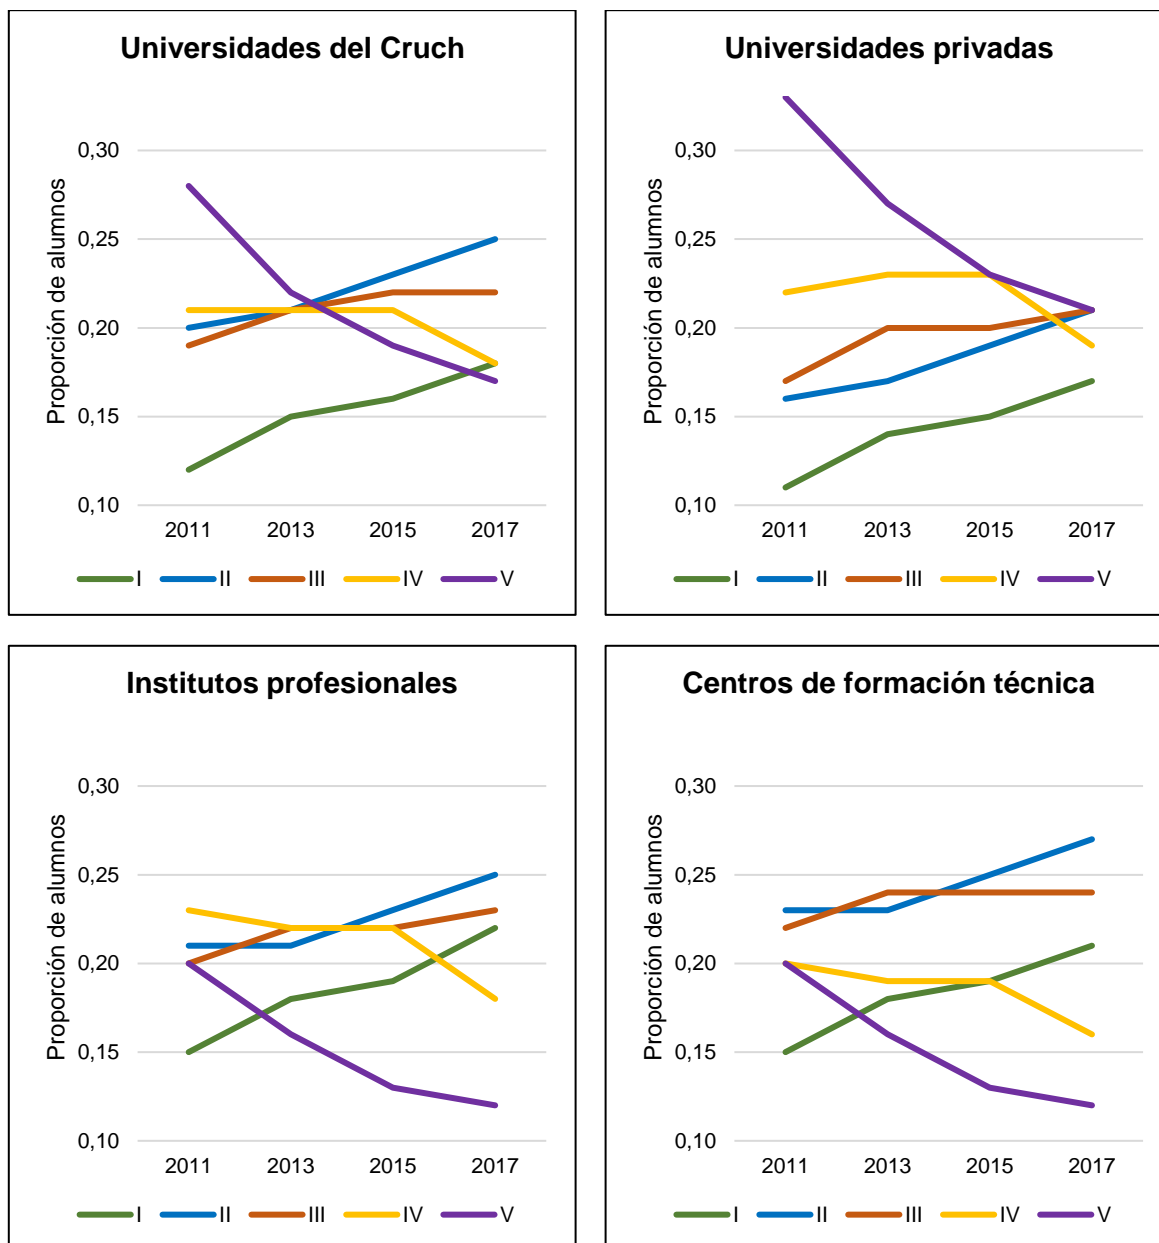 Universidades del Cruch
Proporción de alumnos
0,30
0,25
0,20
0,15
0,10
2011 2013 2015 2017
I II III IV V
Universidades privadas
Proporción de alumnos
0,30
0,25
0,20
0,15
0,10
2011 2013 2015 2017
I II III IV V
Institutos profesionales
Proporción de alumnos
0,30
0,25
0,20
0,15
0,10
2011 2013 2015 2017
I II III IV V
Centros de formación técnica
Proporción de alumnos
0,30
0,25
0,20
0,15
0,10
2011 2013 2015 2017
I II III IV V